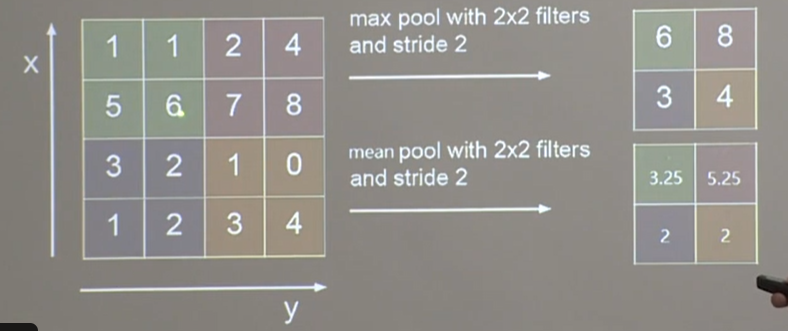 x
1 1 2 4
5 6 7 8
3 2 1 0
1 2 3 4
y
max pool with 2x2 filters
and stride 2
6 8
3 4
mean pool with 2x2 filters
and stride 2
3.25 5.25
2 2